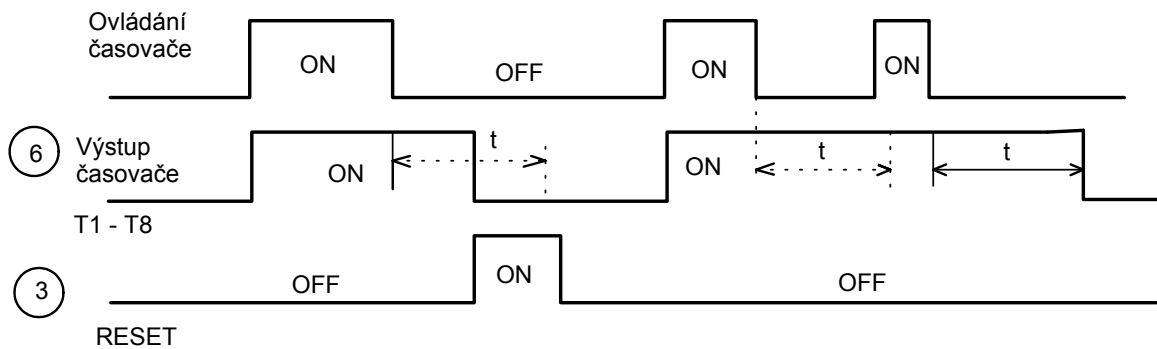 Ovládání
časovače
ON
OFF
ON
ON
6
Výstup
časovače
ON
t
ON
t
t
T1 - T8
3
OFF
ON
OFF
RESET